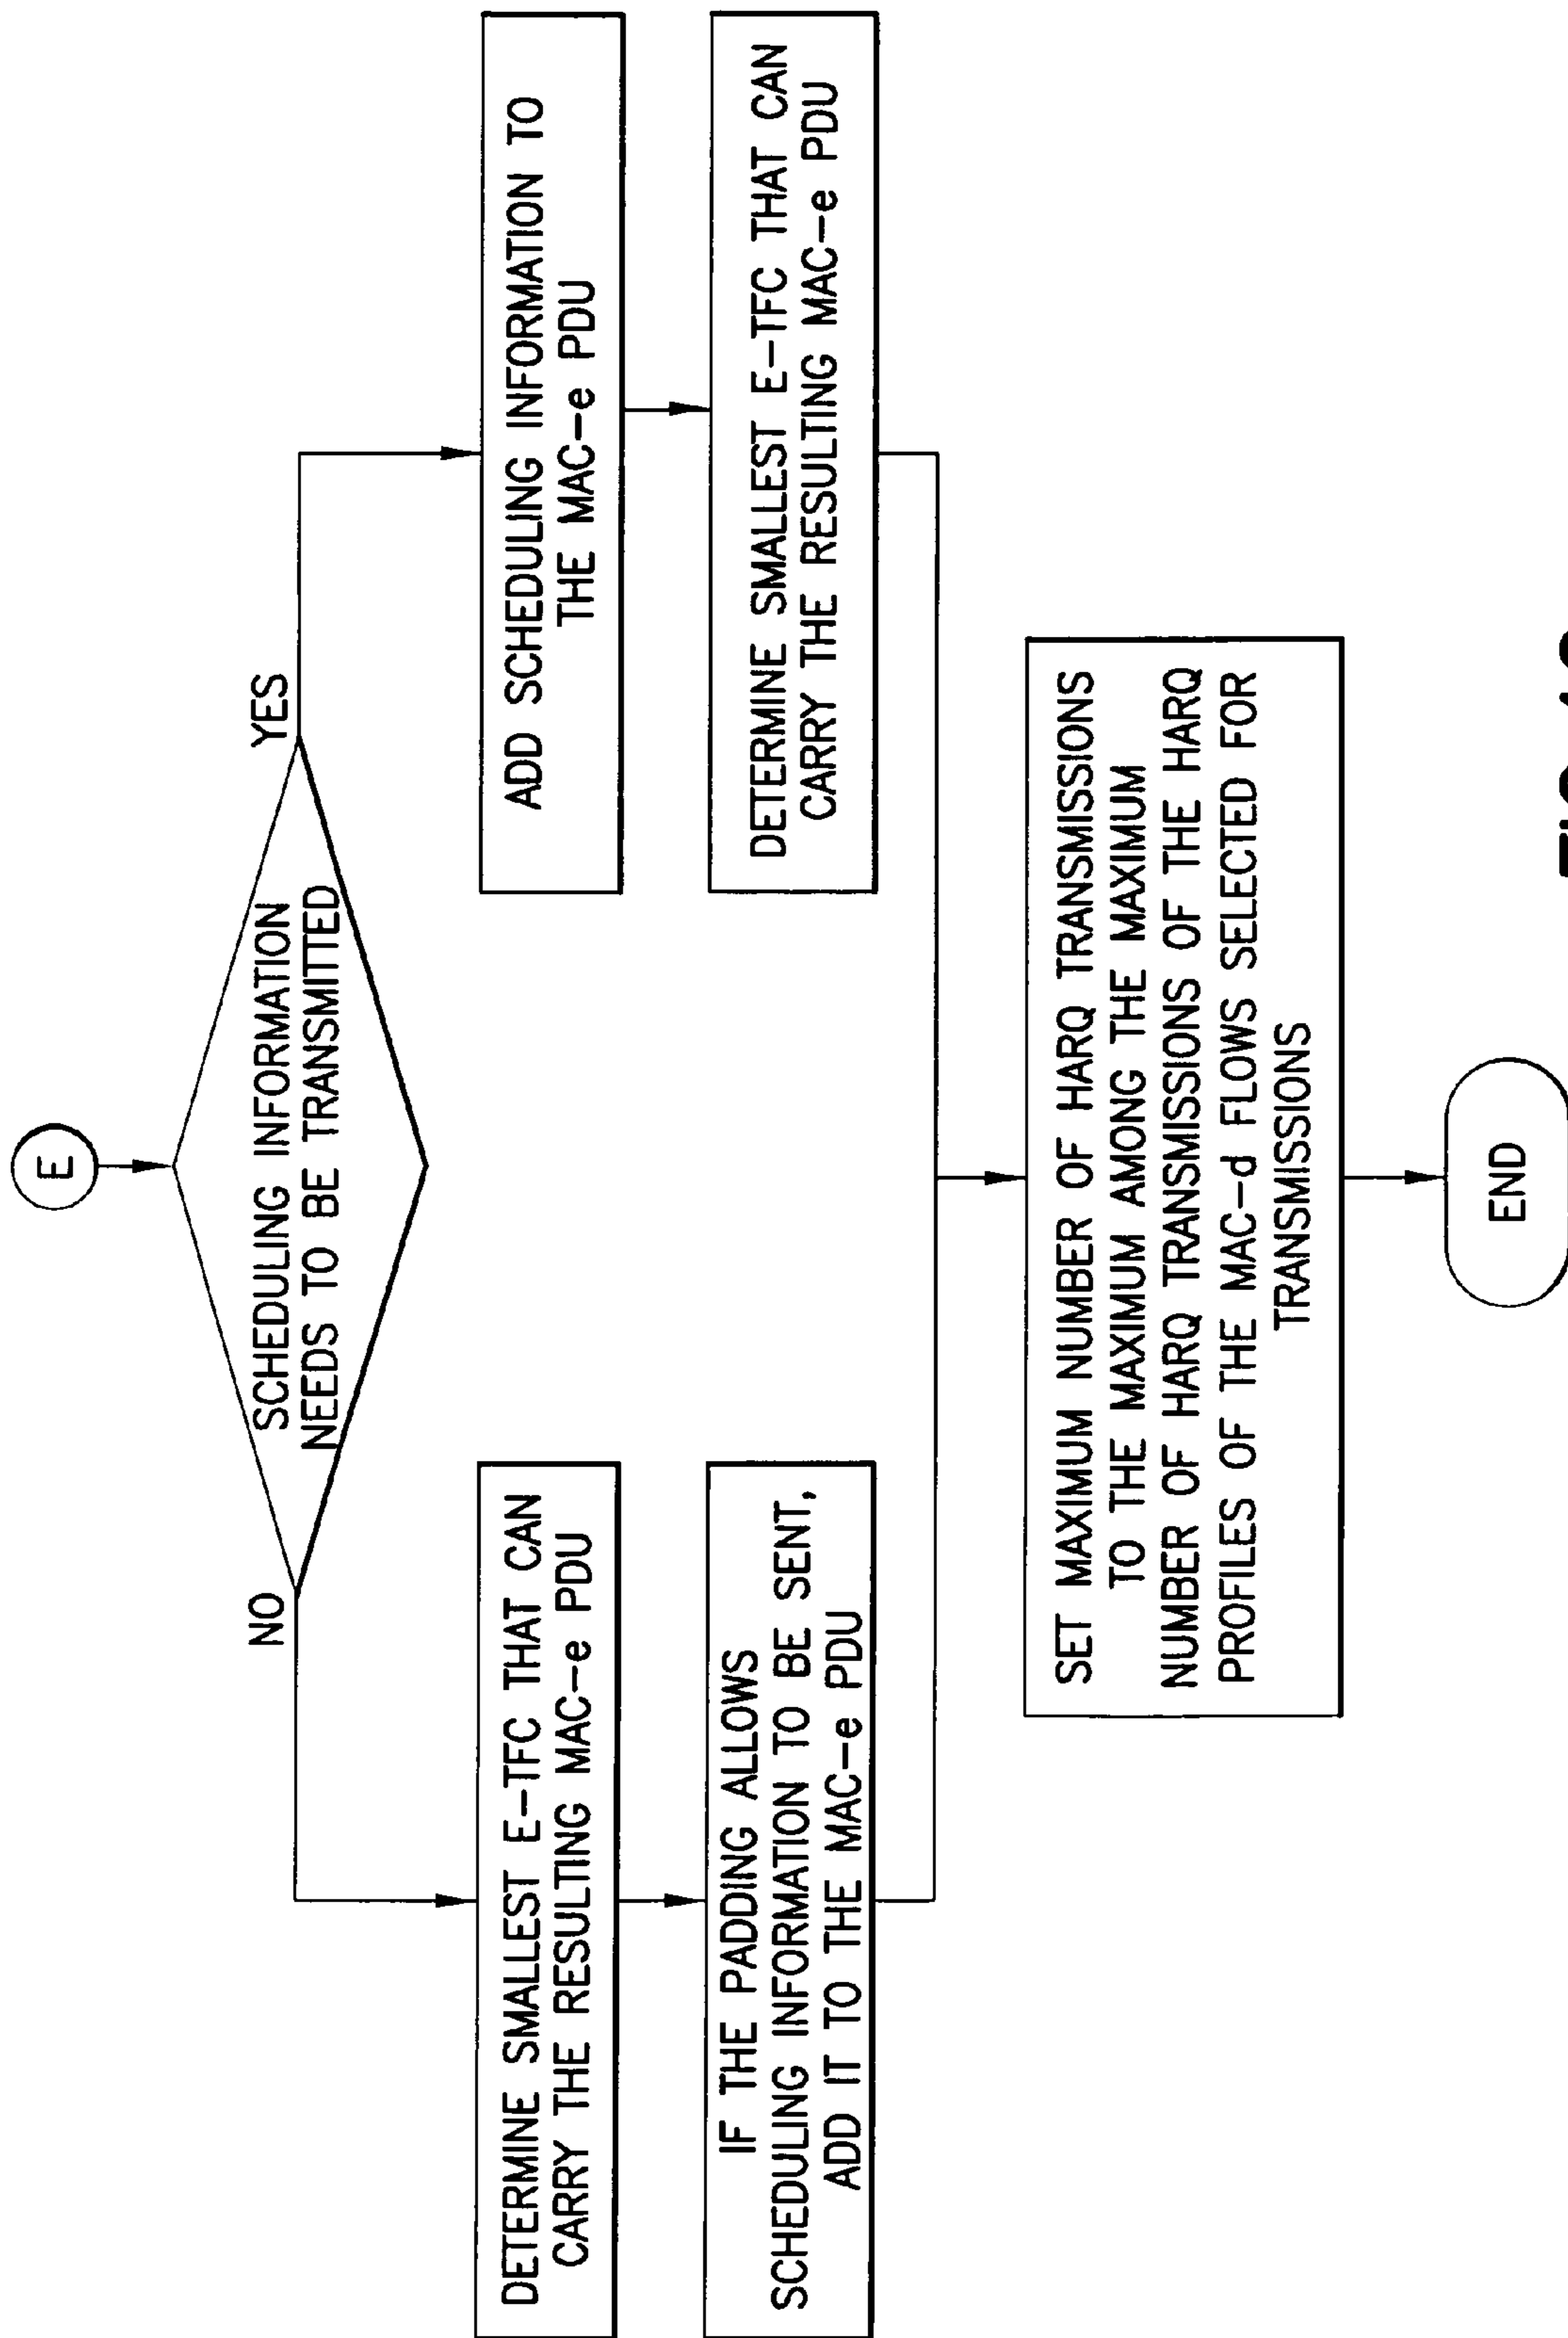 E
SCHEDULING INFORMATION
NEEDS TO BE TRANSMITTED
NO
YES
DETERMINE SMALLEST E-TFC THAT CAN
CARRY THE RESULTING MAC-e PDU
IF THE PADDING ALLOWS
SCHEDULING INFORMATION TO BE SENT,
ADD IT TO THE MAC-e PDU
ADD SCHEDULING INFORMATION TO
THE MAC-e PDU
DETERMINE SMALLEST E-TFC THAT CAN
CARRY THE RESULTING MAC-e PDU
SET MAXIMUM NUMBER OF HARQ TRANSMISSIONS
TO THE MAXIMUM AMONG THE MAXIMUM
NUMBER OF HARQ TRANSMISSIONS OF THE HARQ
PROFILES OF THE MAC-d FLOWS SELECTED FOR
TRANSMISSIONS
END